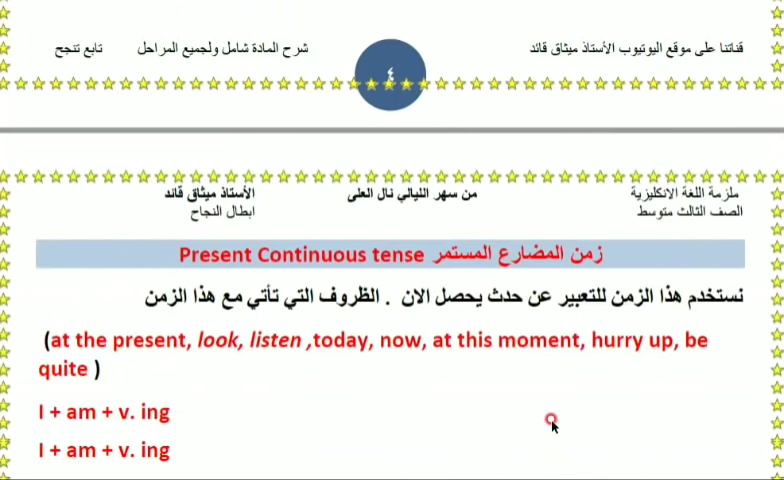 قناتنا على موقع اليوتيوب الأستاذ ميثاق قائد شرح المادة شامل ولجميع المراحل تابع تنجح
٤
ملزمة اللغة الانكليزية من سهر الليالي نال العلى الأستاذ ميثاق قائد
الصف الثالث متوسط ابطال النجاح
زمن المضارع المستمر Present Continuous tense
نستخدم هذا الزمن للتعبير عن حدث يحصل الان . الظروف التي تأتي مع هذا الزمن
(at the present, look, listen ,today, now, at this moment, hurry up, be
quite )
I + am + v. ing
I + am + v. ing